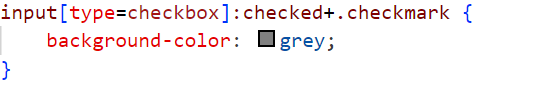 input[type=checkbox]:checked+.checkmark {
    background-color: grey;
}